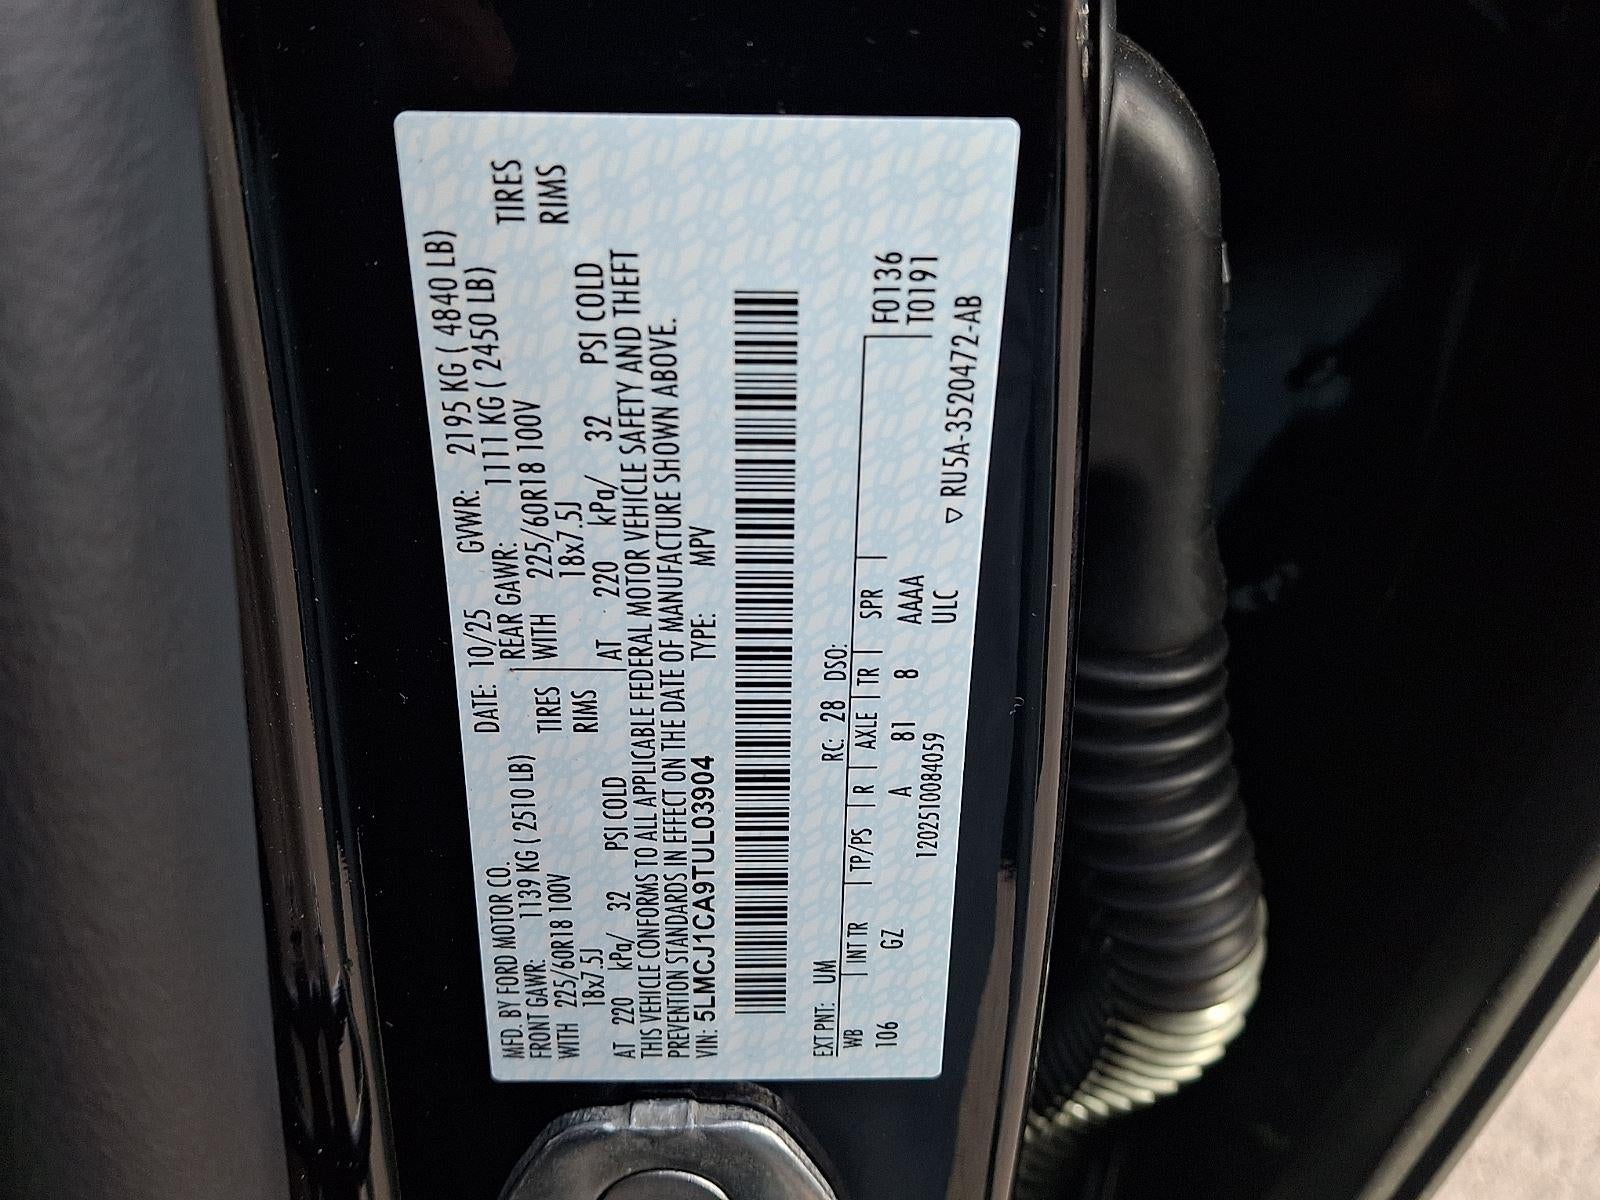 MFD. BY FORD MOTOR CO. DATE: 10/25 GVWR: 2195 KG ( 4840 LB)
FRONT GAWR: 1139 KG ( 2510 LB) REAR GAWR: 1111 KG ( 2450 LB)
WITH 225/60R18 100V TIRES WITH 225/60R18 100V TIRES
18x7.5J RIMS 18x7.5J RIMS
AT 220 kPa/ 32 PSI COLD AT 220 kPa/ 32 PSI COLD
THIS VEHICLE CONFORMS TO ALL APPLICABLE FEDERAL MOTOR VEHICLE SAFETY AND THEFT
PREVENTION STANDARDS IN EFFECT ON THE DATE OF MANUFACTURE SHOWN ABOVE.
VIN: 5LMCJ1CA9TUL03904 TYPE: MPV
EXT PNT: UM RC: 28 DSO:
WB INT TR TP/PS R AXLE TR SPR F0136
106 GZ A 81 8 AAAA T0191
1202510084059 ULC
▽ RU5A-3520472-AB